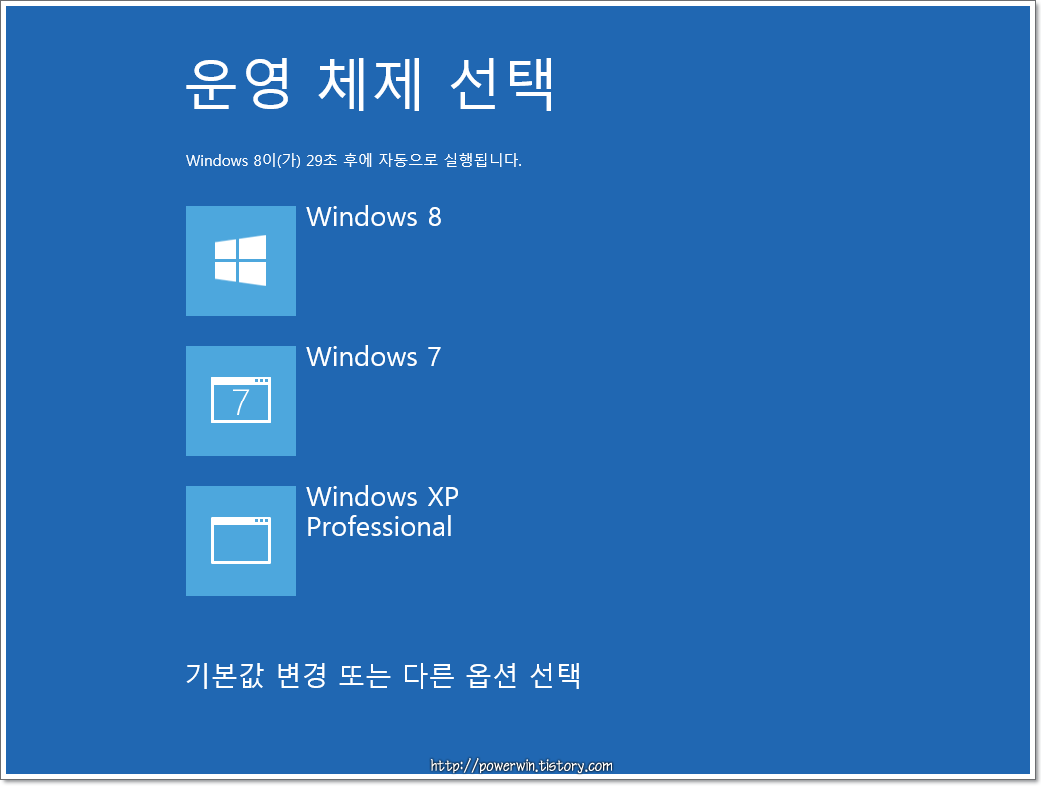 운영 체제 선택
Windows 8이(가) 29초 후에 자동으로 실행됩니다.
Windows 8
Windows 7
7
Windows XP
Professional
기본값 변경 또는 다른 옵션 선택
http://powerwin.tistory.com